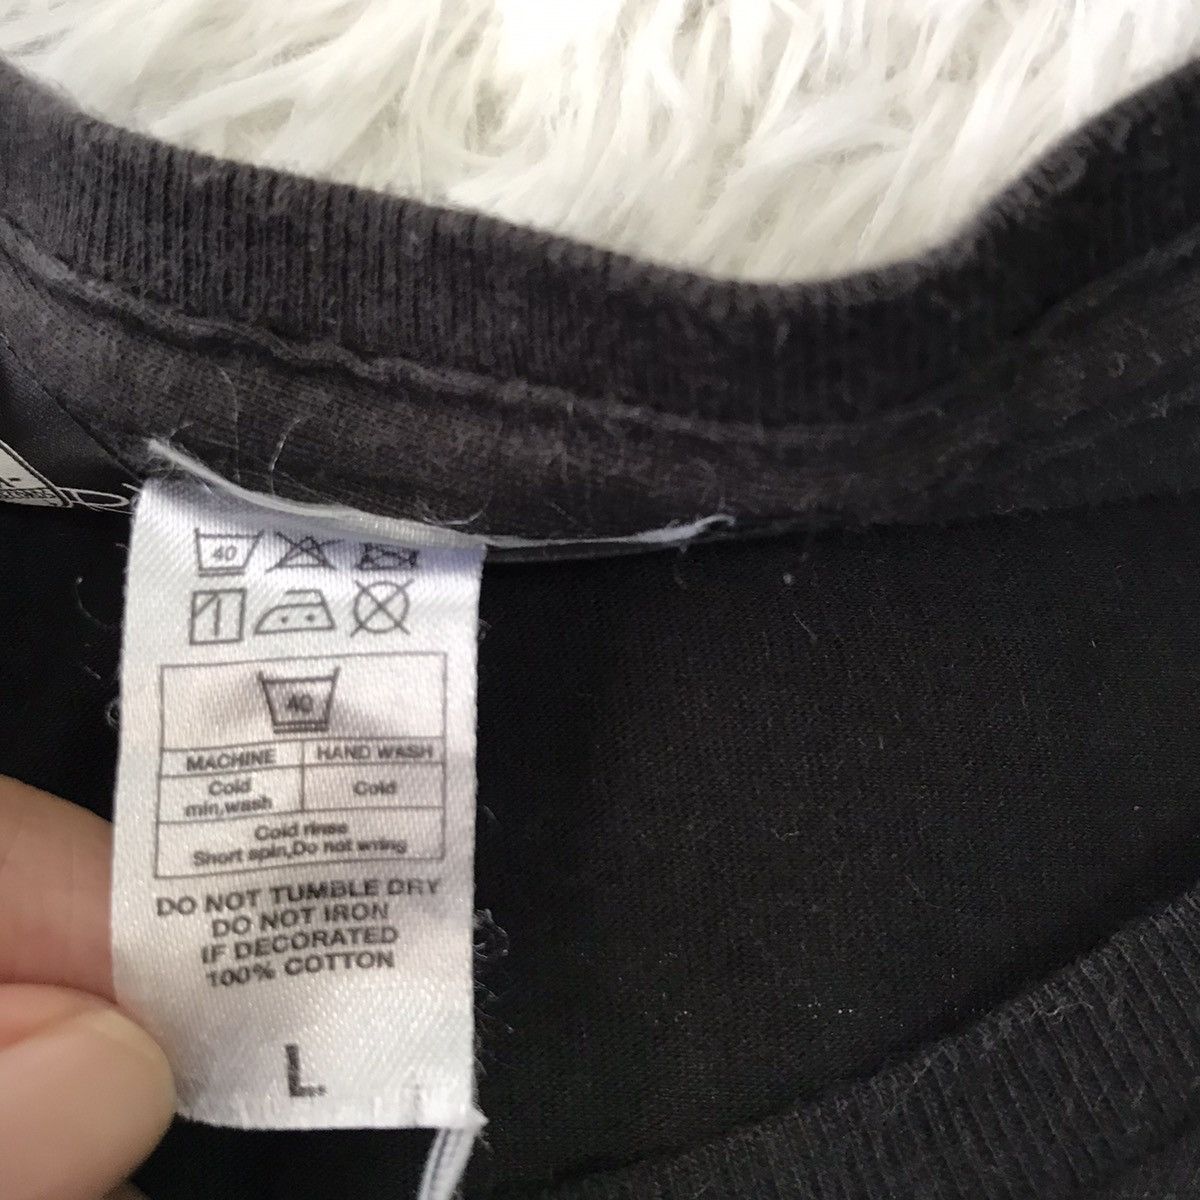 40
40
MACHINE HAND WASH
Cold Cold
min,wash
Cold rinse
Short spin,Do not wring
DO NOT TUMBLE DRY
DO NOT IRON
IF DECORATED
100% COTTON
L